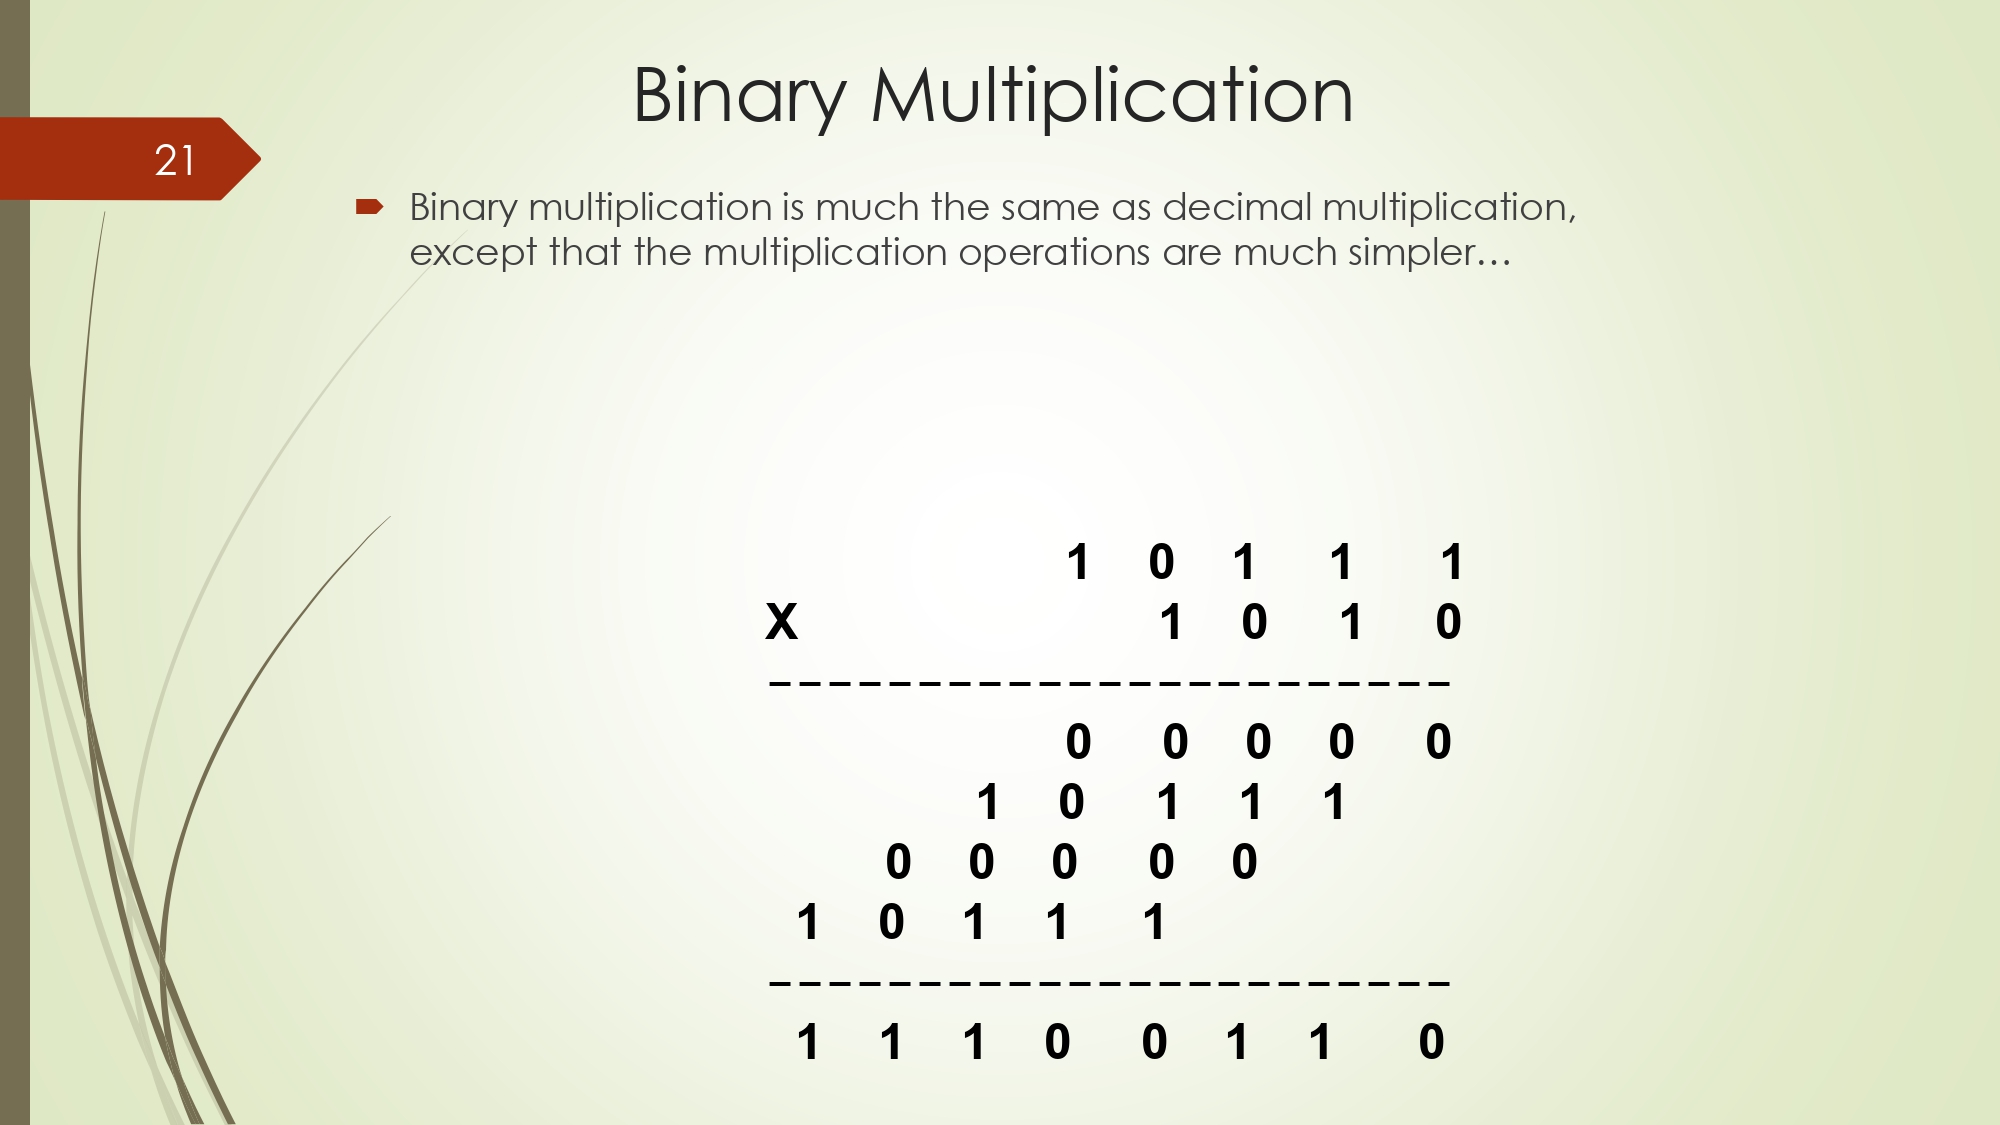 Binary Multiplication
21
Binary multiplication is much the same as decimal multiplication,
except that the multiplication operations are much simpler…
1 0 1 1 1
X 1 0 1 0
-----------------------
0 0 0 0 0
1 0 1 1 1
0 0 0 0 0
1 0 1 1 1
-----------------------
1 1 1 0 0 1 1 0